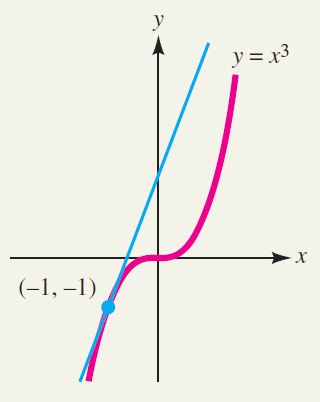 y
y = x³
x
(−1, −1)